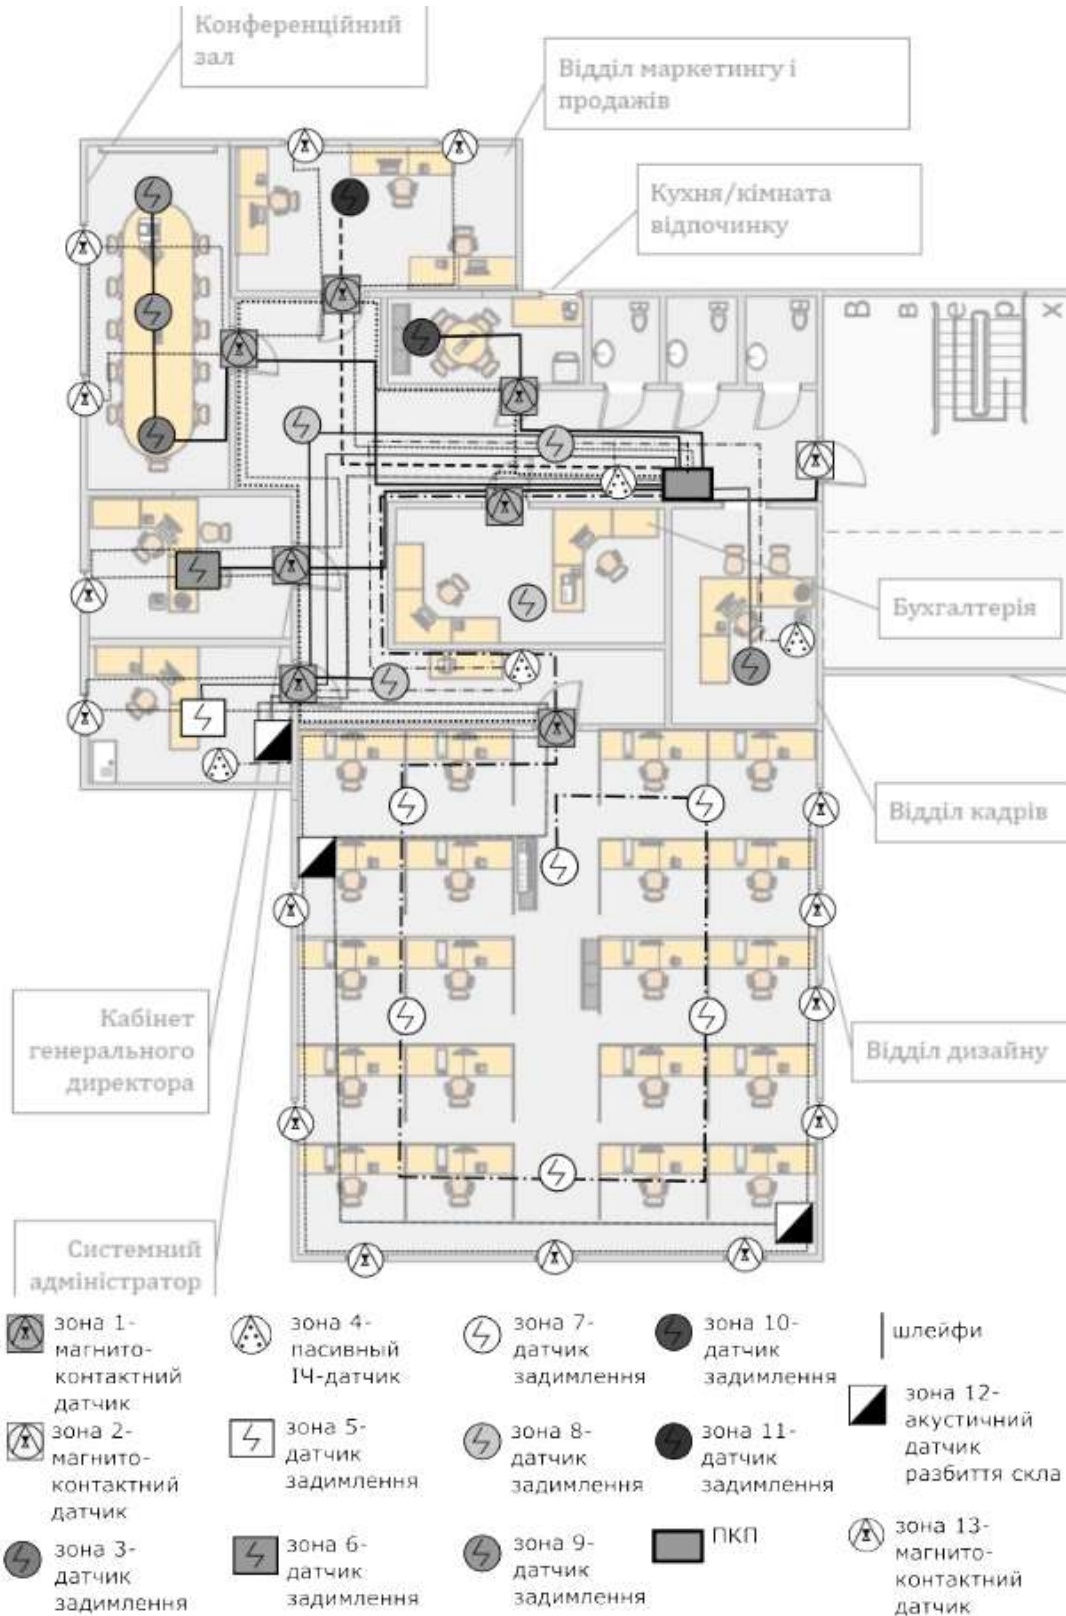 Конференційний
зал
Відділ маркетингу і
продажів
Кухня/кімната
відпочинку
Вверх
Бухгалтерія
Відділ кадрів
Відділ дизайну
Кабінет
генерального
директора
Системний
адміністратор
зона 1-
магнито-
контактний
датчик
зона 2-
магнито-
контактний
датчик
зона 3-
датчик
задимлення
зона 4-
пасивный
ІЧ-датчик
зона 5-
датчик
задимлення
зона 6-
датчик
задимлення
зона 7-
датчик
задимлення
зона 8-
датчик
задимлення
зона 9-
датчик
задимлення
зона 10-
датчик
задимлення
зона 11-
датчик
задимлення
ПКП
шлейфи
зона 12-
акустичний
датчик
разбиття скла
зона 13-
магнито-
контактний
датчик